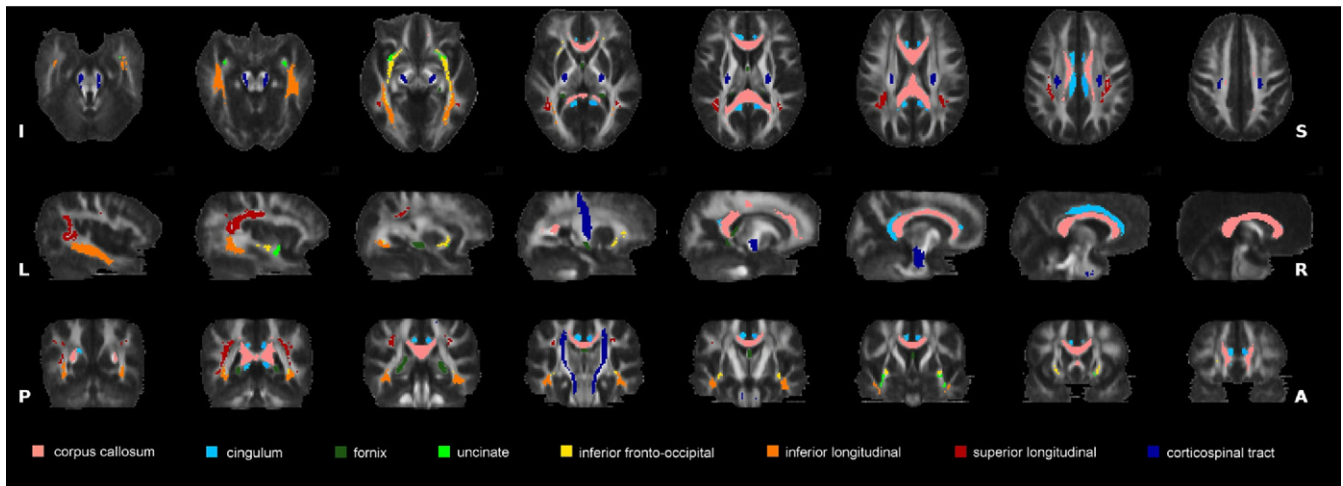 I S
L R
P A
corpus callosum cingulum fornix uncinate inferior fronto-occipital inferior longitudinal superior longitudinal corticospinal tract